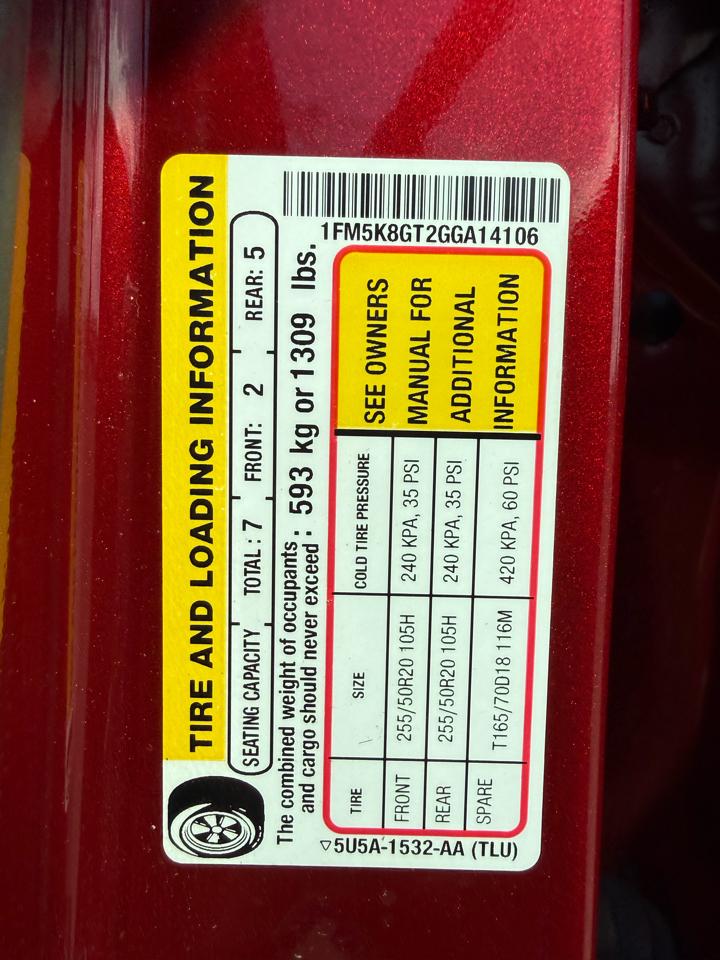 TIRE AND LOADING INFORMATION
SEATING CAPACITY TOTAL : 7 FRONT: 2 REAR: 5
The combined weight of occupants
and cargo should never exceed : 593 kg or 1309 lbs.
1FM5K8GT2GGA14106
TIRE SIZE COLD TIRE PRESSURE
FRONT 255/50R20 105H 240 KPA, 35 PSI
REAR 255/50R20 105H 240 KPA, 35 PSI
SPARE T165/70D18 116M 420 KPA, 60 PSI
SEE OWNERS
MANUAL FOR
ADDITIONAL
INFORMATION
▽5U5A-1532-AA (TLU)